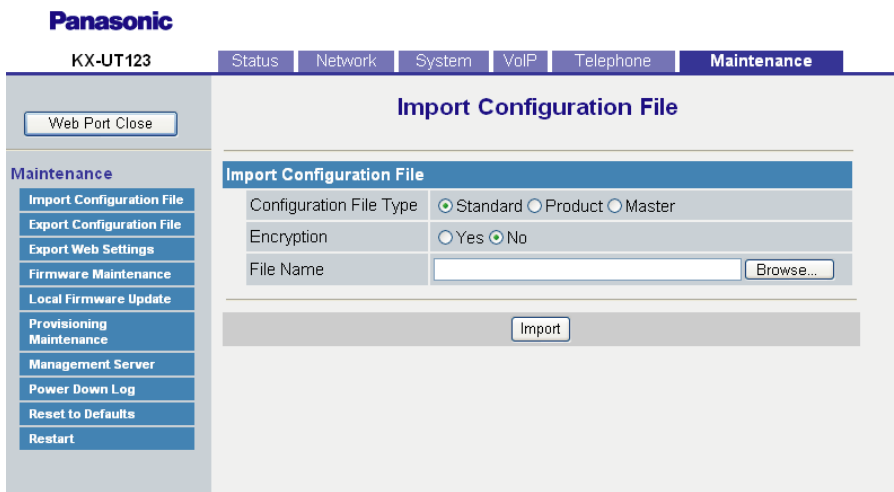 Panasonic
KX-UT123
Status Network System VoIP Telephone Maintenance
Web Port Close
Maintenance
Import Configuration File
Export Configuration File
Export Web Settings
Firmware Maintenance
Local Firmware Update
Provisioning
Maintenance
Management Server
Power Down Log
Reset to Defaults
Restart
Import Configuration File
Import Configuration File
Configuration File Type Standard Product Master
Encryption Yes No
File Name Browse...
Import